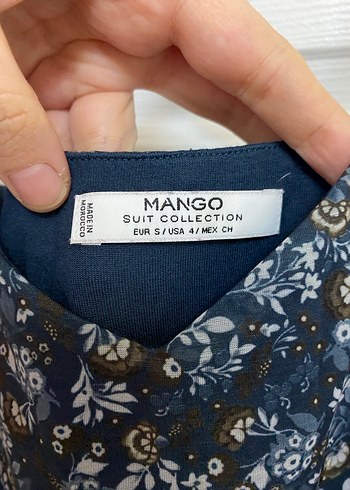 MANGO
SUIT COLLECTION
EUR S / USA 4 / MEX CH
MADE IN
MOROCCO